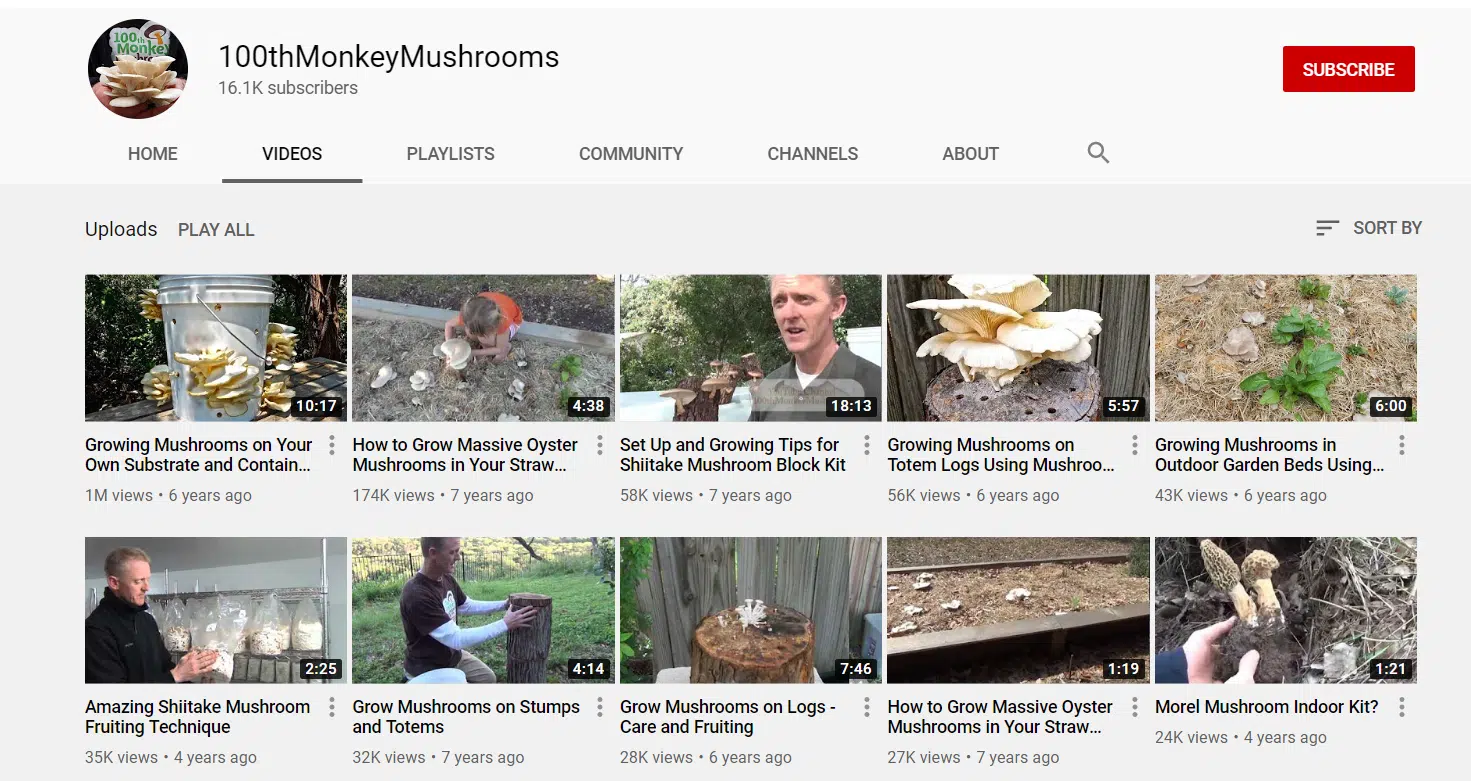 100th
Monkey
100thMonkeyMushrooms
16.1K subscribers
SUBSCRIBE
HOME
VIDEOS
PLAYLISTS
COMMUNITY
CHANNELS
ABOUT
Uploads
PLAY ALL
SORT BY
10:17
4:38
18:13
5:57
6:00
Growing Mushrooms on Your
Own Substrate and Contain...
1M views • 6 years ago
How to Grow Massive Oyster
Mushrooms in Your Straw...
174K views • 7 years ago
Set Up and Growing Tips for
Shiitake Mushroom Block Kit
58K views • 7 years ago
Growing Mushrooms on
Totem Logs Using Mushroo...
56K views • 6 years ago
Growing Mushrooms in
Outdoor Garden Beds Using...
43K views • 6 years ago
2:25
4:14
7:46
1:19
1:21
Amazing Shiitake Mushroom
Fruiting Technique
35K views • 4 years ago
Grow Mushrooms on Stumps
and Totems
32K views • 7 years ago
Grow Mushrooms on Logs -
Care and Fruiting
28K views • 6 years ago
How to Grow Massive Oyster
Mushrooms in Your Straw...
27K views • 7 years ago
Morel Mushroom Indoor Kit?
24K views • 4 years ago